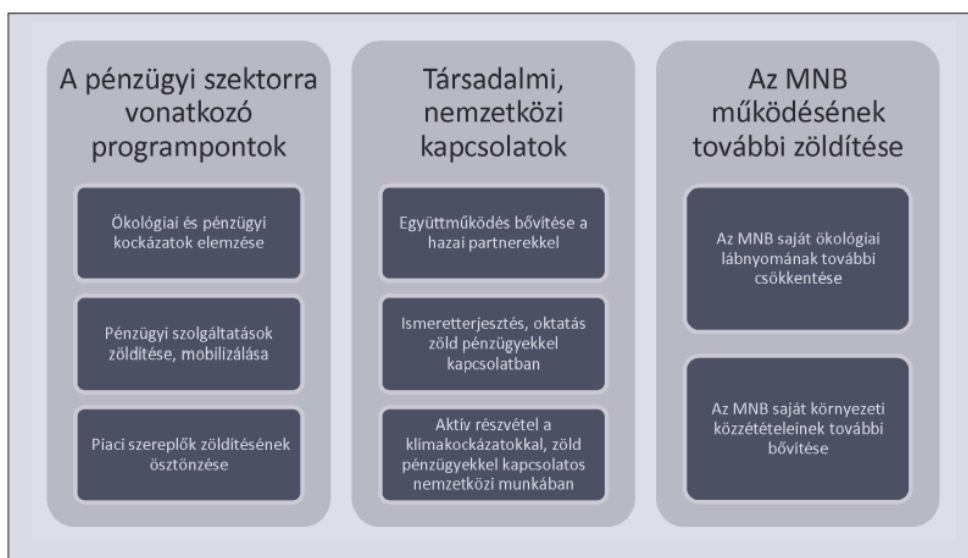 A pénzügyi szektorra
vonatkozó
programpontok
Ökológiai és pénzügyi
kockázatok elemzése
Pénzügyi szolgáltatások
zöldítése, mobilizálása
Piaci szereplők zöldítésének
ösztönzése
Társadalmi,
nemzetközi
kapcsolatok
Együttműködés bővítése a
hazai partnerekkel
Ismeretterjesztés, oktatás
zöld pénzügyekkel
kapcsolatban
Aktív részvétel a
klímakockázatokkal, zöld
pénzügyekkel kapcsolatos
nemzetközi munkában
Az MNB
működésének
további zöldítése
Az MNB saját ökológiai
lábnyomának további
csökkentése
Az MNB saját környezeti
közzétételeinek további
bővítése